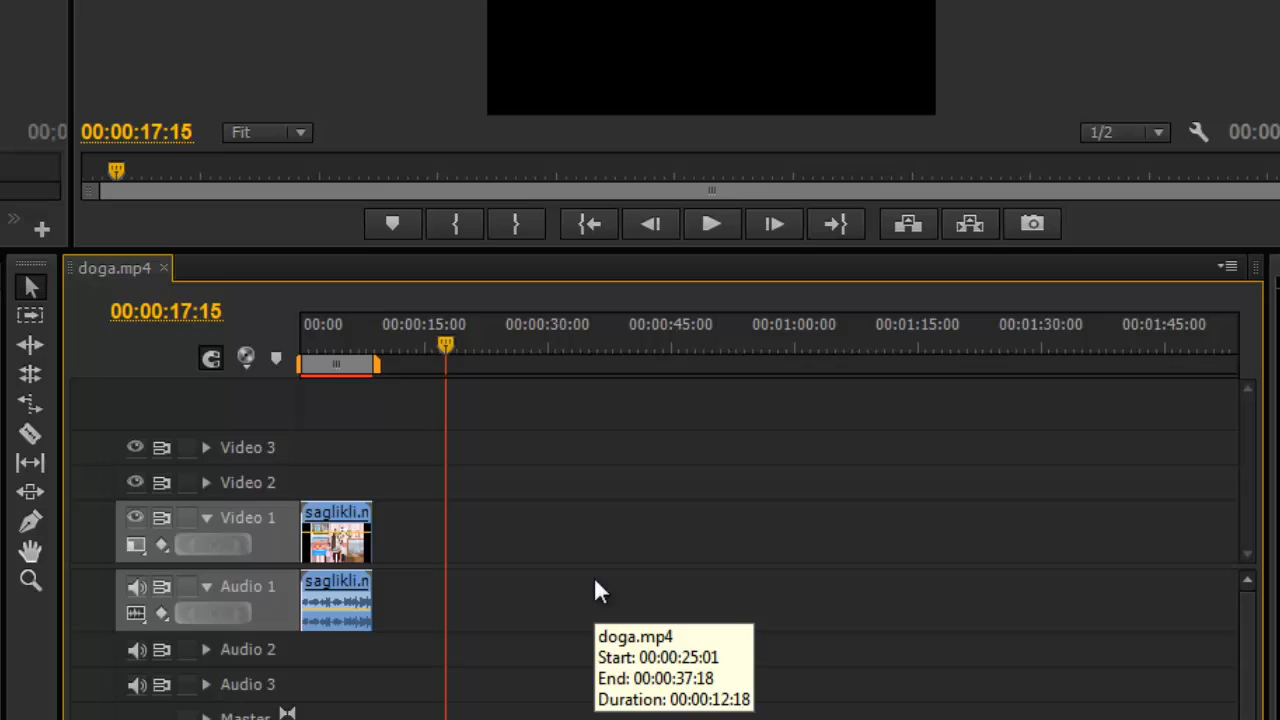 00;0
00:00:17:15
Fit
1/2
00:00
doga.mp4
00:00:17:15
00:00
00:00:15:00
00:00:30:00
00:00:45:00
00:01:00:00
00:01:15:00
00:01:30:00
00:01:45:00
Video 3
Video 2
Video 1
saglikli.n
Audio 1
saglikli.n
doga.mp4
Start: 00:00:25:01
End: 00:00:37:18
Duration: 00:00:12:18
Audio 2
Audio 3
Master